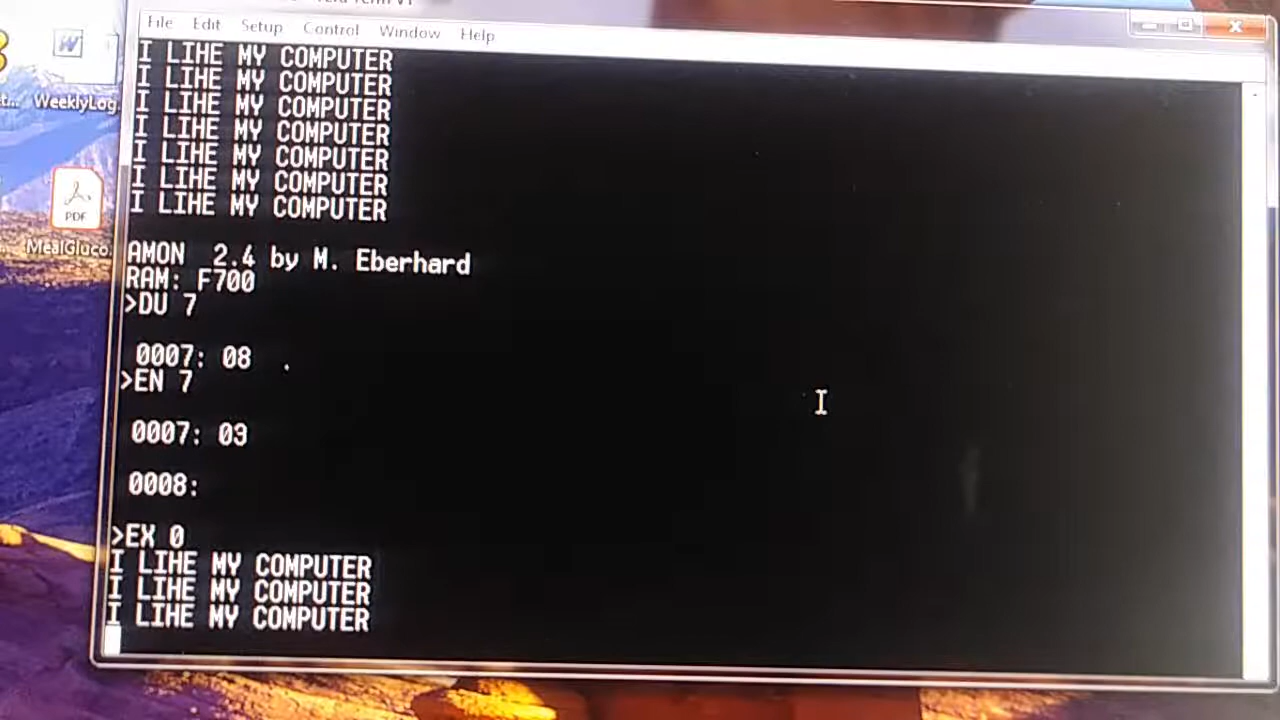 File Edit Setup Control Window Help
I LIHE MY COMPUTER
I LIHE MY COMPUTER
I LIHE MY COMPUTER
I LIHE MY COMPUTER
I LIHE MY COMPUTER
I LIHE MY COMPUTER
I LIHE MY COMPUTER
AMON 2.4 by M. Eberhard
RAM: F700
>DU 7
0007: 08 .
>EN 7
0007: 03
0008:
>EX 0
I LIHE MY COMPUTER
I LIHE MY COMPUTER
I LIHE MY COMPUTER
WeeklyLog
PDF
MealGluco